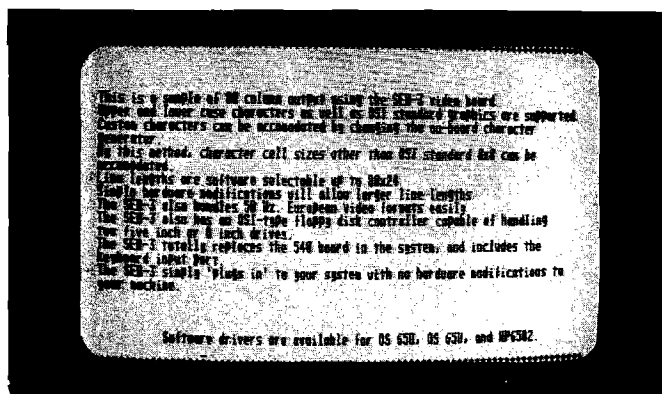 This is a sample of 80 column output using the SEB-3 video board.
Upper and lower case characters as well as OSI standard graphics are supported.
Custom characters can be accomodated by changing the on-board character
generator.
In this method, character cell sizes other than OSI standard 8x8 can be
accomodated.
Line lengths are software selectable up to 80x24
Simple hardware modifications will allow larger line lengths
The SEB-3 also handles 50 Hz. European video formats easily
The SEB-3 also has an OSI-type floppy disk controller capable of handling
two five inch or 8 inch drives.
The SEB-3 totally replaces the 540 board in the system, and includes the
Keyboard input Port
The SEB-3 simply 'plugs in' to your system with no hardware modifications to
your machine.
Software drivers are available for OS 65D, OS 65U, and HP6502.